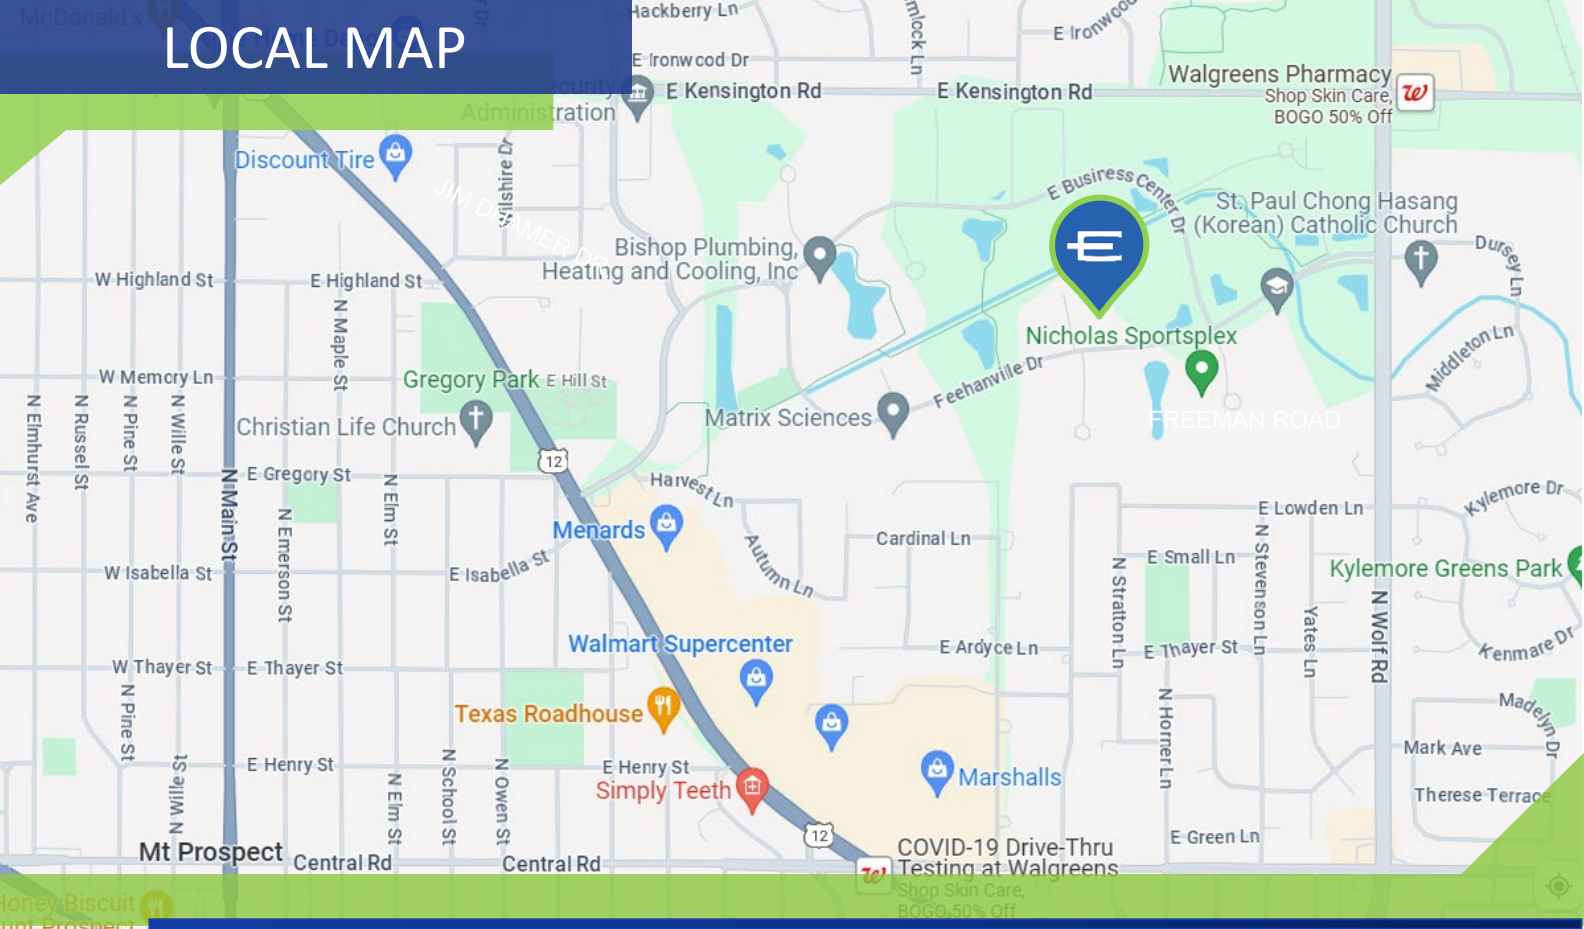 McDonald's
LOCAL MAP
Hackberry Ln
E Ironwood Dr
E Ironwood
E Kensington Rd
E Kensington Rd
Walgreens Pharmacy
Shop Skin Care,
BOGO 50% Off
Security
Administration
Discount Tire
JIM DHAMER DR
E Business Center Dr
St. Paul Chong Hasang
(Korean) Catholic Church
Dursey Ln
Bishop Plumbing,
Heating and Cooling, Inc
W Highland St
E Highland St
N Maple St
Nicholas Sportsplex
Middleton Ln
W Memory Ln
Gregory Park
E Hill St
Feehanville Dr
Matrix Sciences
FREEMAN ROAD
Christian Life Church
N Elmhurst Ave
N Russel St
N Pine St
N Wille St
N Main St
E Gregory St
12
N Elm St
N Emerson St
Harvest Ln
Menards
Autumn Ln
Cardinal Ln
E Lowden Ln
Kylemore Dr
E Small Ln
N Stevenson Ln
Kylemore Greens Park
W Isabella St
E Isabella St
N Stratton Ln
Yates Ln
N Wolf Rd
Walmart Supercenter
E Ardyce Ln
E Thayer St
Kenmare Dr
W Thayer St
E Thayer St
N Pine St
Texas Roadhouse
N Horner Ln
Madelyn Dr
Mark Ave
E Henry St
N Wille St
N Elm St
N School St
N Owen St
E Henry St
Simply Teeth
Marshalls
Therese Terrace
12
E Green Ln
Mt Prospect
Central Rd
Central Rd
COVID-19 Drive-Thru
Testing at Walgreens
Shop Skin Care,
BOGO 50% Off
Honey Biscuit